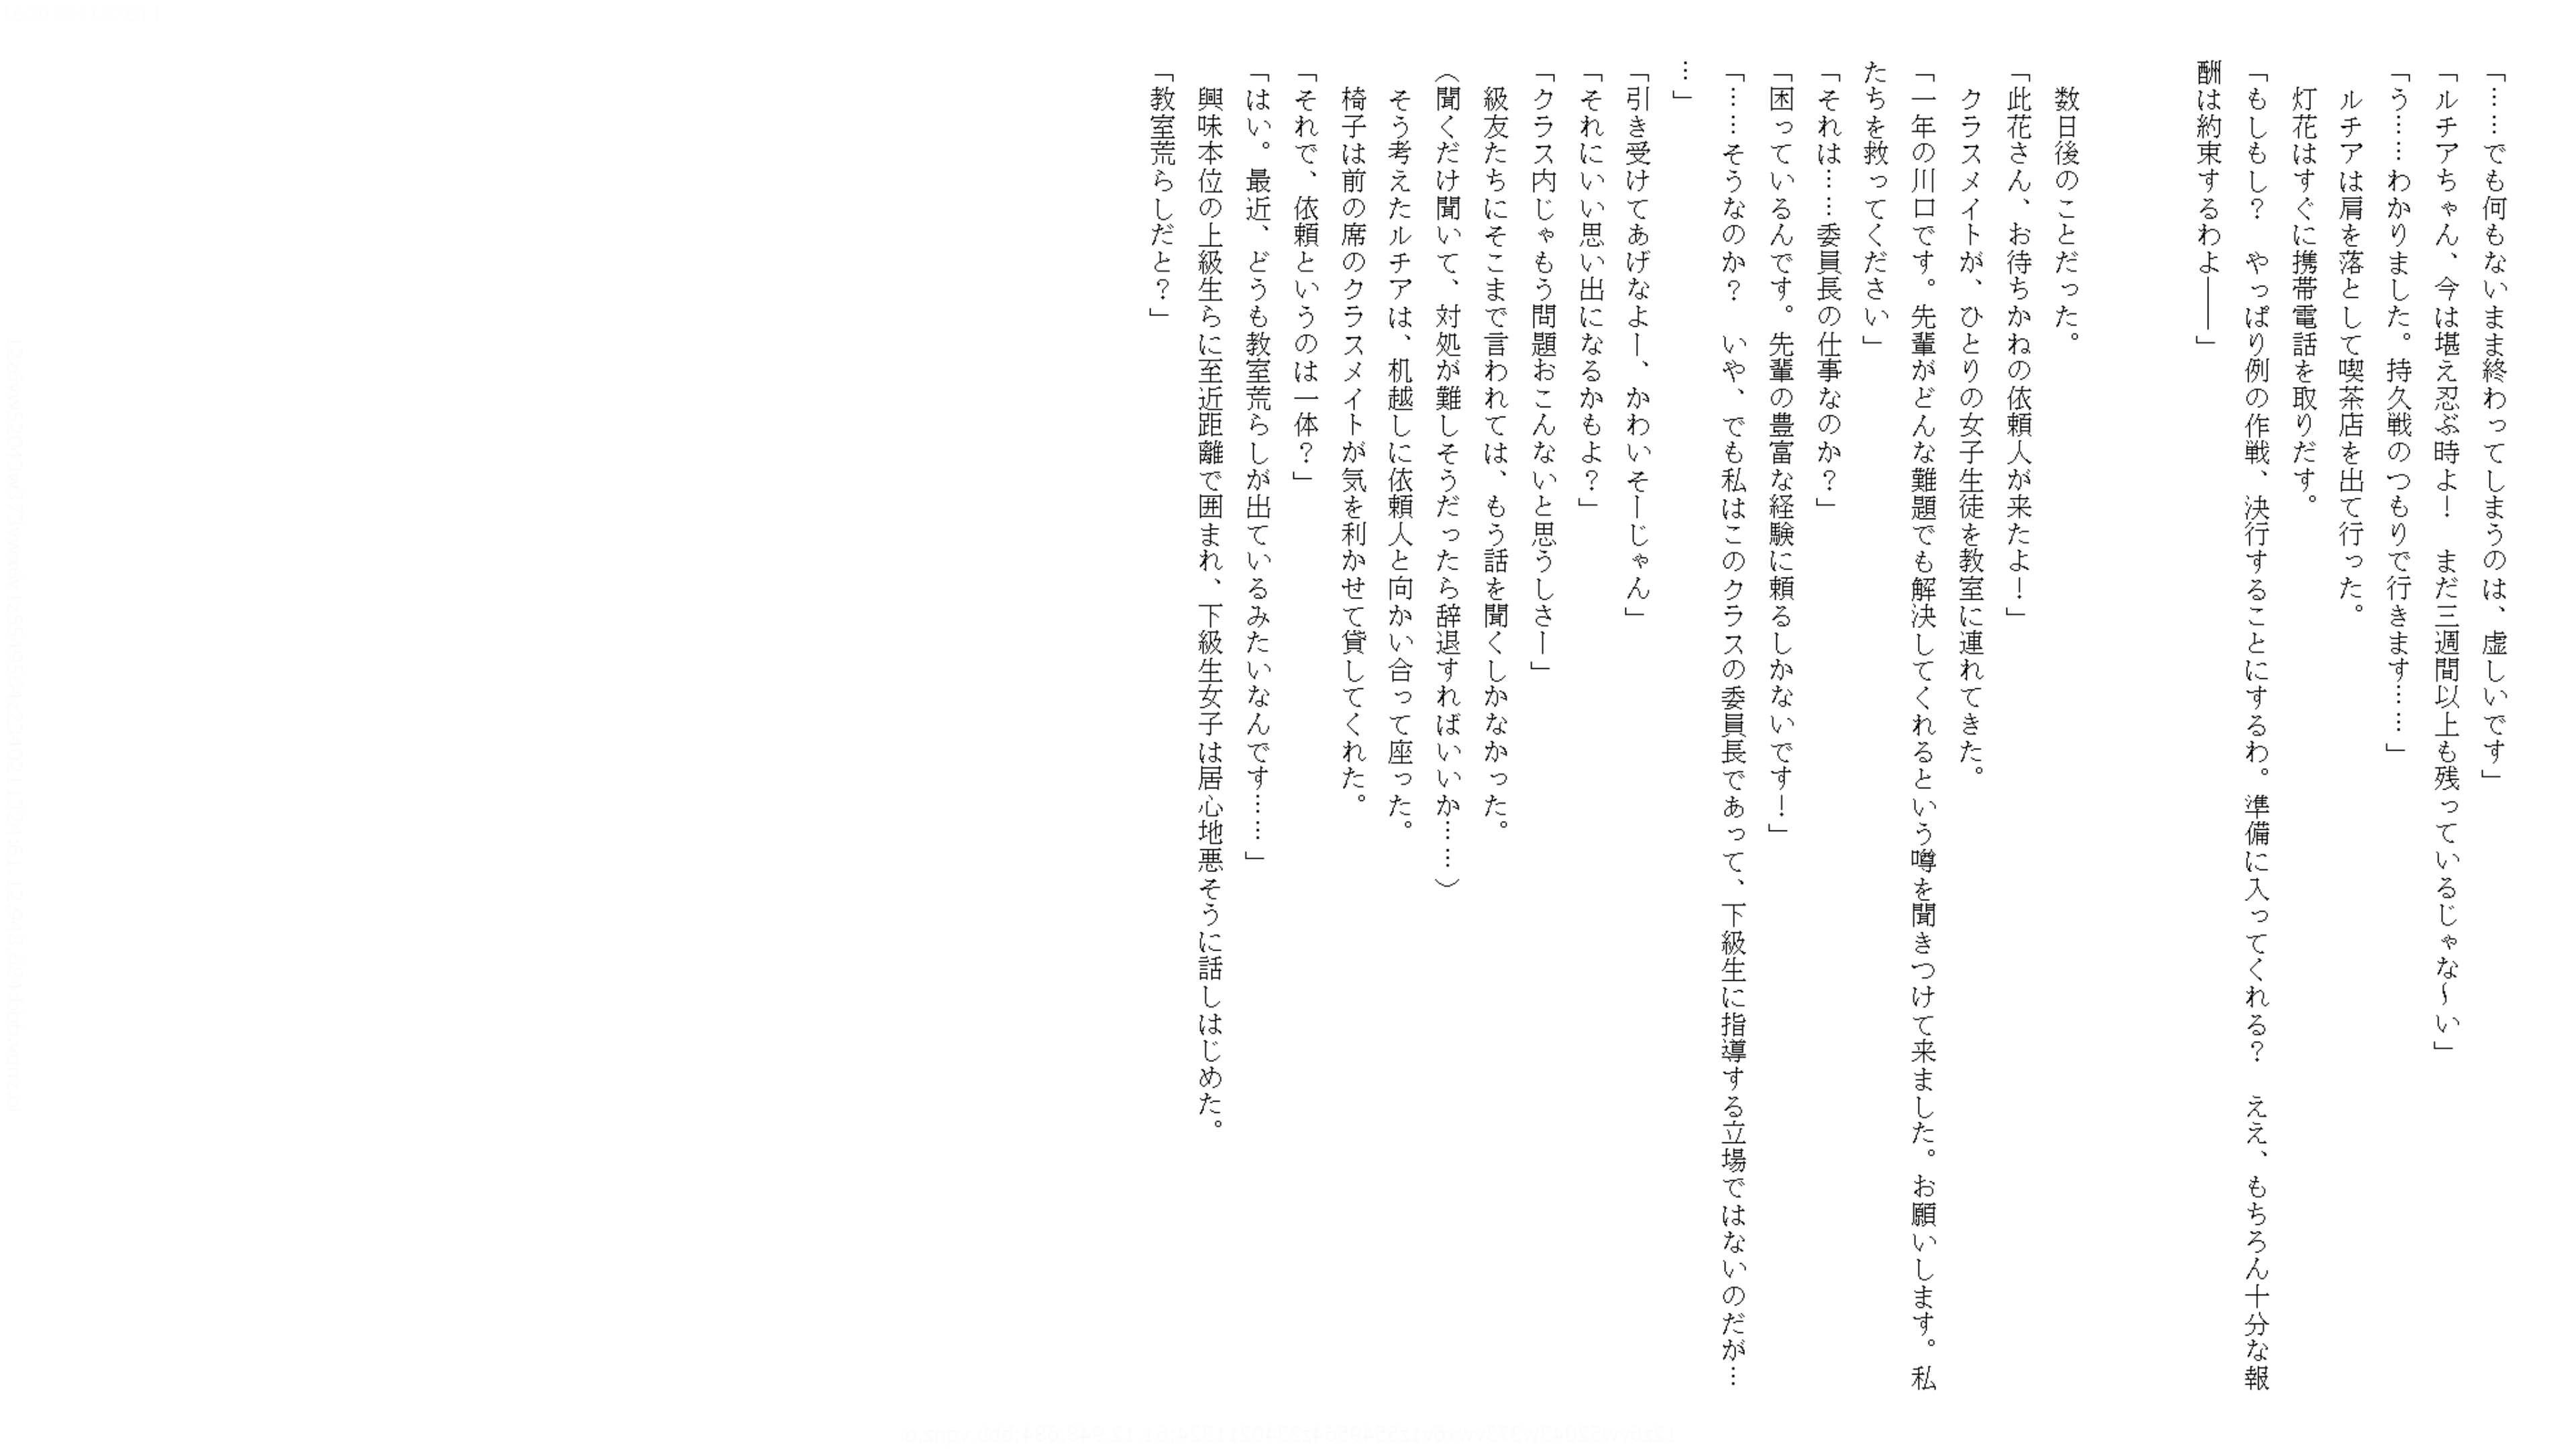 「……でも何もないまま終わってしまうのは、虚しいです」
「ルチアちゃん、今は堪え忍ぶ時よ！　まだ三週間以上も残っているじゃな～い」
「う……わかりました。持久戦のつもりで行きます……」
　ルチアは肩を落として喫茶店を出て行った。
　灯花はすぐに携帯電話を取りだす。
「もしもし？　やっぱり例の作戦、決行することにするわ。準備に入ってくれる？　ええ、もちろん十分な報
酬は約束するわよ――」
　数日後のことだった。
「此花さん、お待ちかねの依頼人が来たよ！」
　クラスメイトが、ひとりの女子生徒を教室に連れてきた。
「一年の川口です。先輩がどんな難題でも解決してくれるという噂を聞きつけて来ました。お願いします。私
たちを救ってください」
「それは……委員長の仕事なのか？」
「困っているんです。先輩の豊富な経験に頼るしかないです！」
「……そうなのか？　いや、でも私はこのクラスの委員長であって、下級生に指導する立場ではないのだが…
…」
「引き受けてあげなよー、かわいそーじゃん」
「それにいい思い出になるかもよ？」
「クラス内じゃもう問題おこんないと思うしさー」
　級友たちにそこまで言われては、もう話を聞くしかなかった。
（聞くだけ聞いて、対処が難しそうだったら辞退すればいいか……）
　そう考えたルチアは、机越しに依頼人と向かい合って座った。
　椅子は前の席のクラスメイトが気を利かせて貸してくれた。
「それで、依頼というのは一体？」
「はい。最近、どうも教室荒らしが出ているみたいなんです……」
　興味本位の上級生らに至近距離で囲まれ、下級生女子は居心地悪そうに話しはじめた。
「教室荒らしだと？」